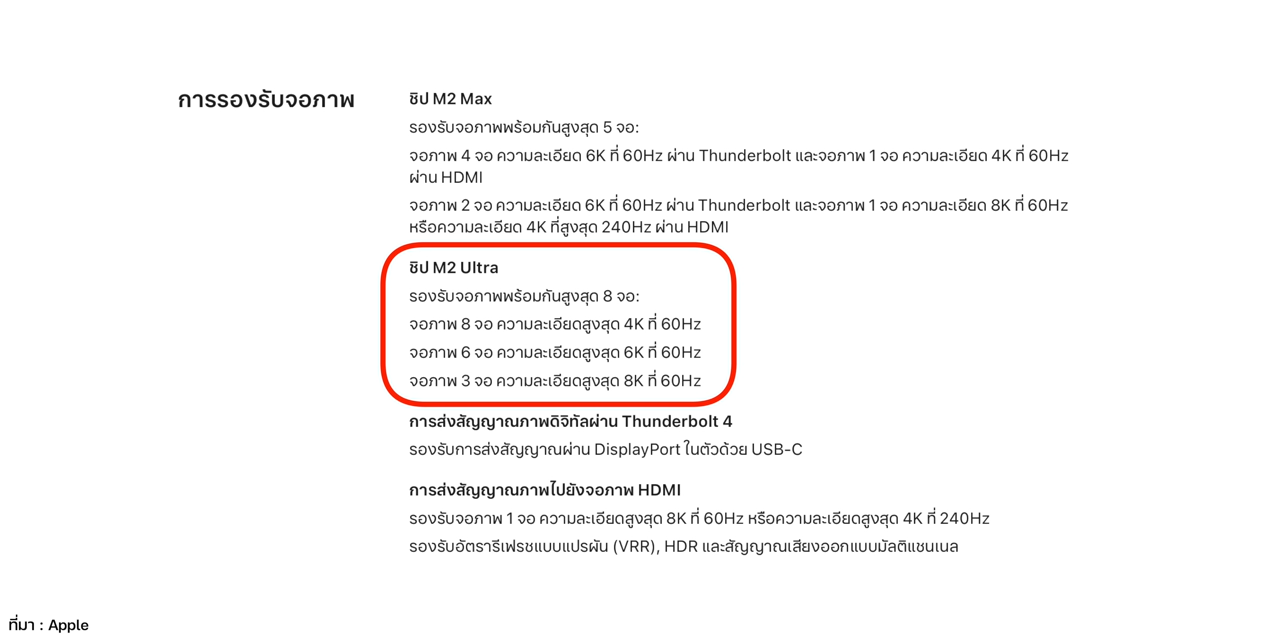 การรองรับจอภาพ
ชิป M2 Max
รองรับจอภาพพร้อมกันสูงสุด 5 จอ:
จอภาพ 4 จอ ความละเอียด 6K ที่ 60Hz ผ่าน Thunderbolt และจอภาพ 1 จอ ความละเอียด 4K ที่ 60Hz
ผ่าน HDMI
จอภาพ 2 จอ ความละเอียด 6K ที่ 60Hz ผ่าน Thunderbolt และจอภาพ 1 จอ ความละเอียด 8K ที่ 60Hz
หรือความละเอียด 4K ที่สูงสุด 240Hz ผ่าน HDMI
ชิป M2 Ultra
รองรับจอภาพพร้อมกันสูงสุด 8 จอ:
จอภาพ 8 จอ ความละเอียดสูงสุด 4K ที่ 60Hz
จอภาพ 6 จอ ความละเอียดสูงสุด 6K ที่ 60Hz
จอภาพ 3 จอ ความละเอียดสูงสุด 8K ที่ 60Hz
การส่งสัญญาณภาพดิจิทัลผ่าน Thunderbolt 4
รองรับการส่งสัญญาณผ่าน DisplayPort ในตัวด้วย USB-C
การส่งสัญญาณภาพไปยังจอภาพ HDMI
รองรับจอภาพ 1 จอ ความละเอียดสูงสุด 8K ที่ 60Hz หรือความละเอียดสูงสุด 4K ที่ 240Hz
รองรับอัตรารีเฟรชแบบแปรผัน (VRR), HDR และสัญญาณเสียงออกแบบมัลติแชนเนล
ที่มา : Apple